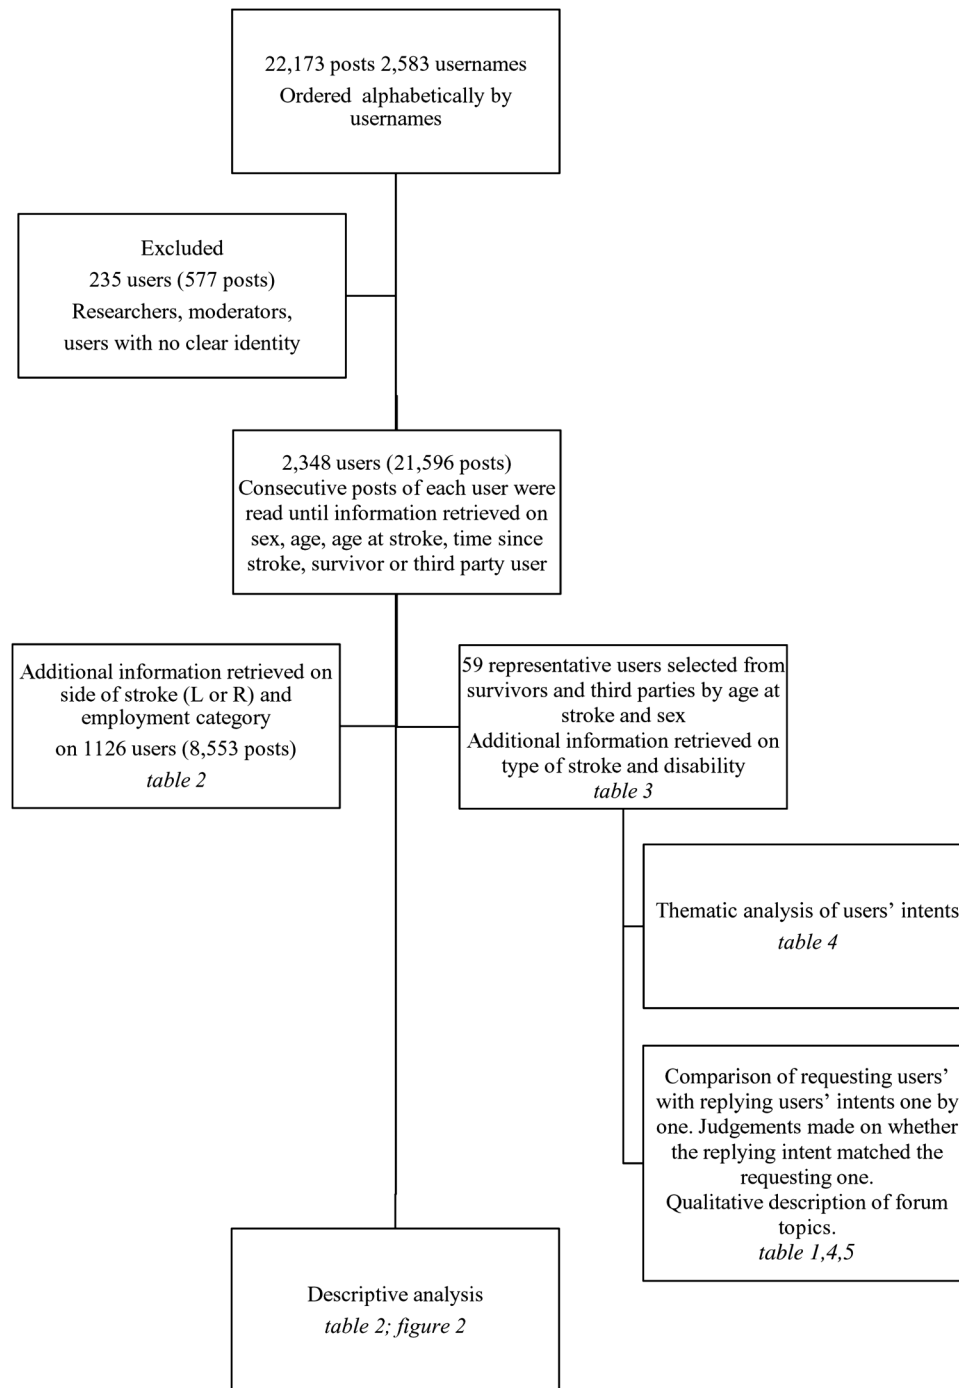 22,173 posts 2,583 usernames
Ordered alphabetically by
usernames
Excluded
235 users (577 posts)
Researchers, moderators,
users with no clear identity
2,348 users (21,596 posts)
Consecutive posts of each user were
read until information retrieved on
sex, age, age at stroke, time since
stroke, survivor or third party user
Additional information retrieved on
side of stroke (L or R) and
employment category
on 1126 users (8,553 posts)
table 2
59 representative users selected from
survivors and third parties by age at
stroke and sex
Additional information retrieved on
type of stroke and disability
table 3
Thematic analysis of users’ intents
table 4
Comparison of requesting users’
with replying users’ intents one by
one. Judgements made on whether
the replying intent matched the
requesting one.
Qualitative description of forum
topics.
table 1,4,5
Descriptive analysis
table 2; figure 2